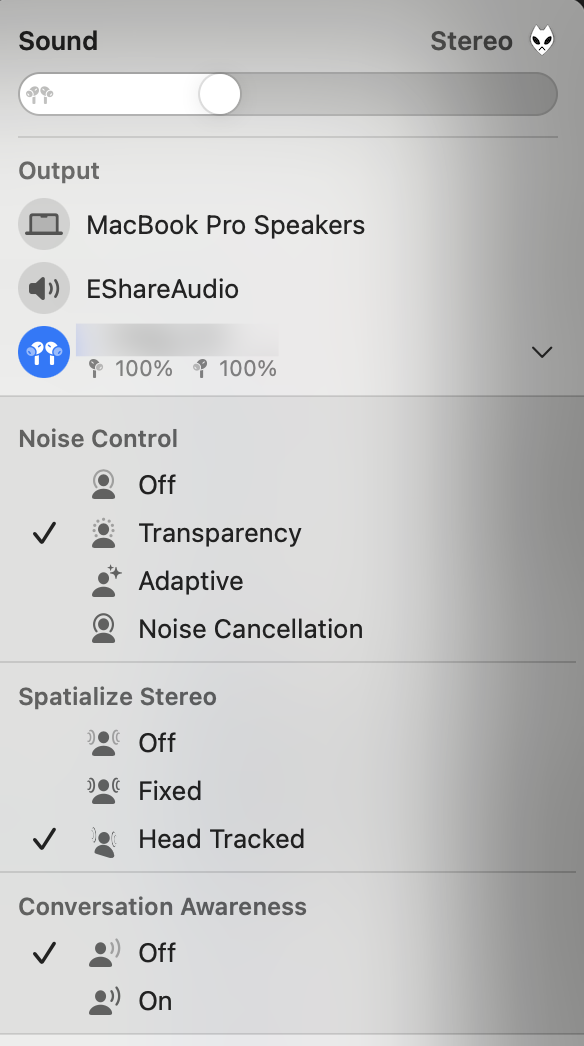 Sound Stereo
Output
MacBook Pro Speakers
EShareAudio
100% 100%
Noise Control
Off
Transparency
Adaptive
Noise Cancellation
Spatialize Stereo
Off
Fixed
Head Tracked
Conversation Awareness
Off
On